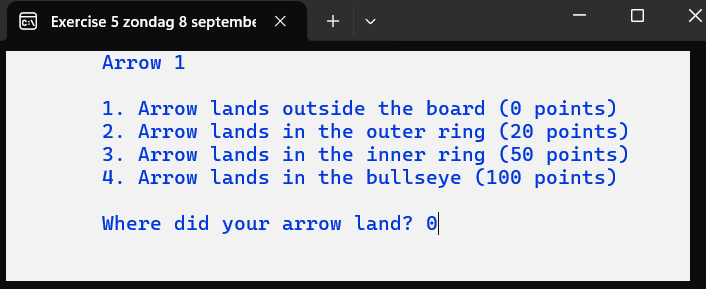 Exercise 5 zondag 8 septembe
Arrow 1
1. Arrow lands outside the board (0 points)
2. Arrow lands in the outer ring (20 points)
3. Arrow lands in the inner ring (50 points)
4. Arrow lands in the bullseye (100 points)
Where did your arrow land? 0